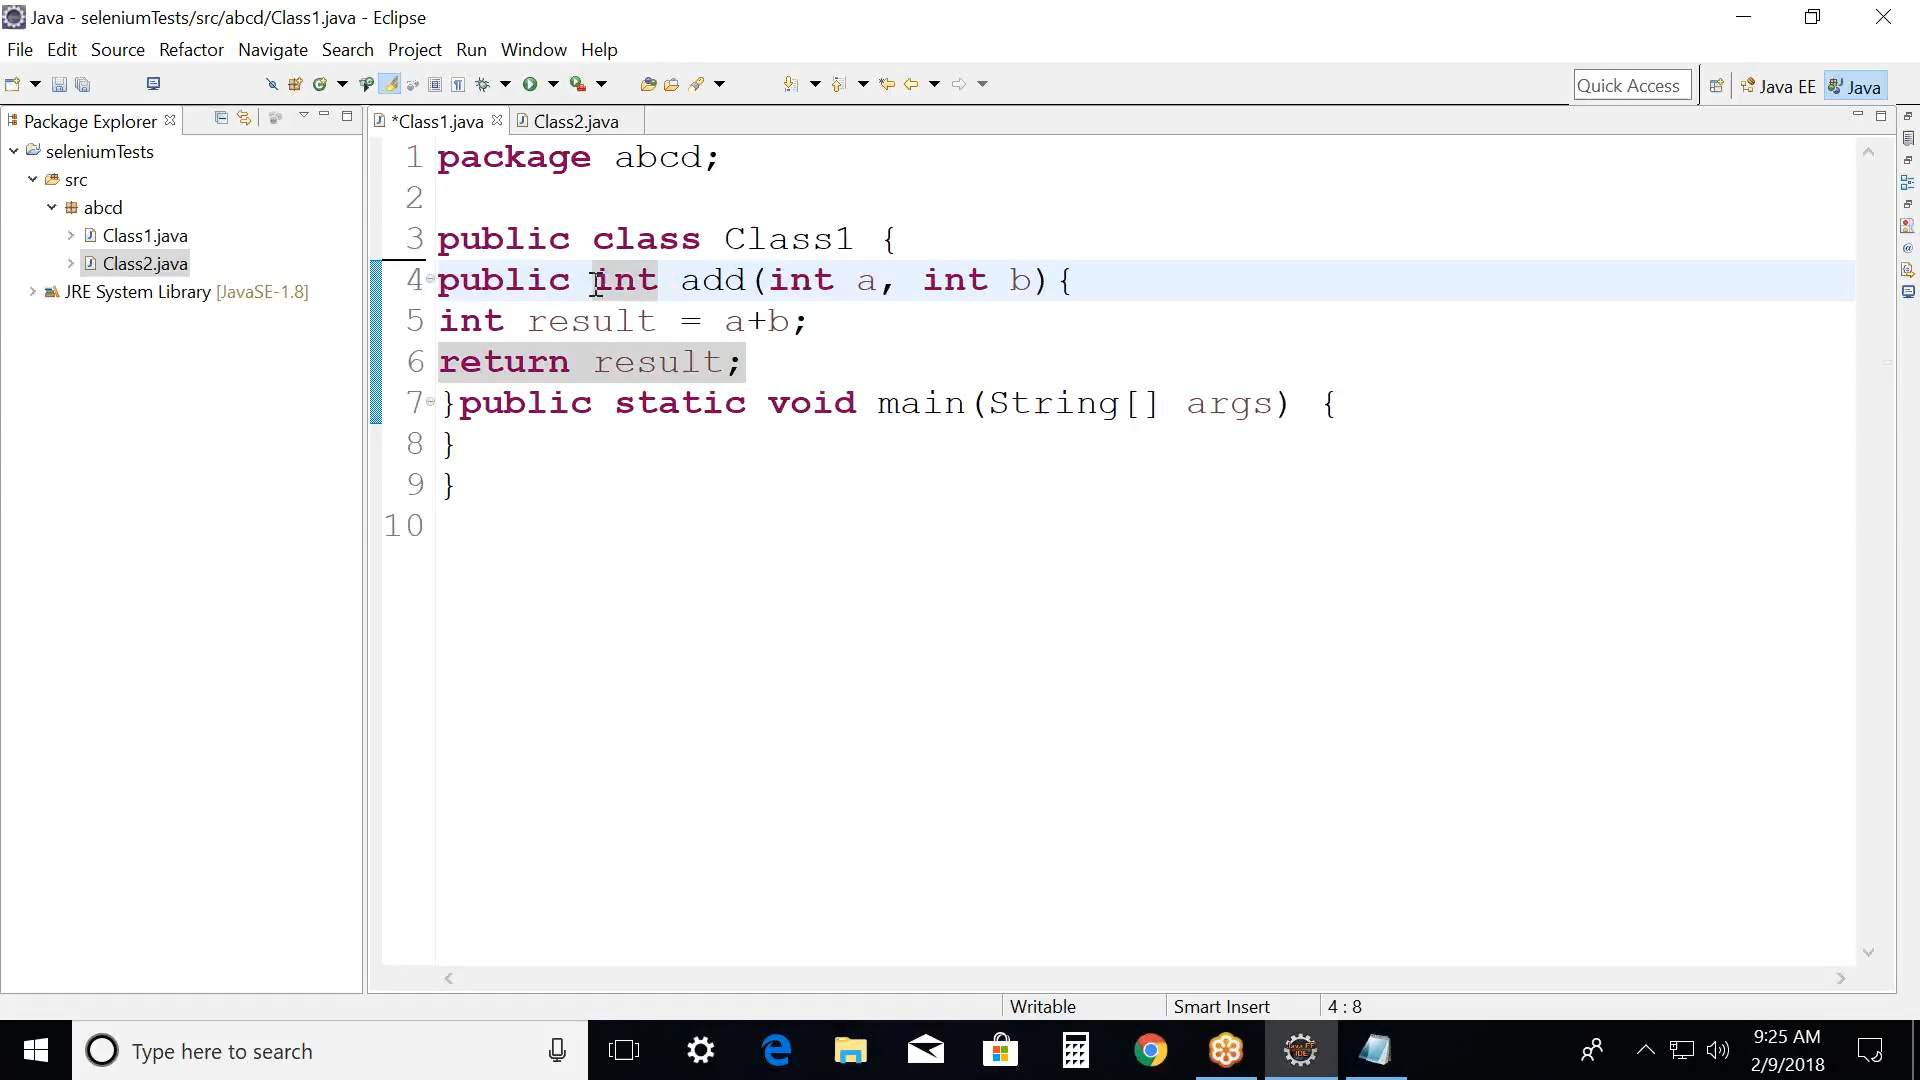 Java - seleniumTests/src/abcd/Class1.java - Eclipse
File Edit Source Refactor Navigate Search Project Run Window Help
Quick Access Java EE Java
Package Explorer
*Class1.java Class2.java
seleniumTests
src
abcd
Class1.java
Class2.java
JRE System Library [JavaSE-1.8]
1 package abcd;
2
3 public class Class1 {
4 public int add(int a, int b){
5 int result = a+b;
6 return result;
7 }public static void main(String[] args) {
8 }
9 }
10
Writable Smart Insert 4 : 8
Type here to search
9:25 AM
2/9/2018